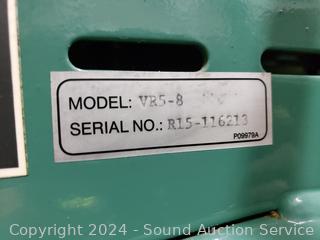 MODEL: VR5-8
SERIAL NO.: R15-116213
P09979A
Copyright © 2024 - Sound Auction Service